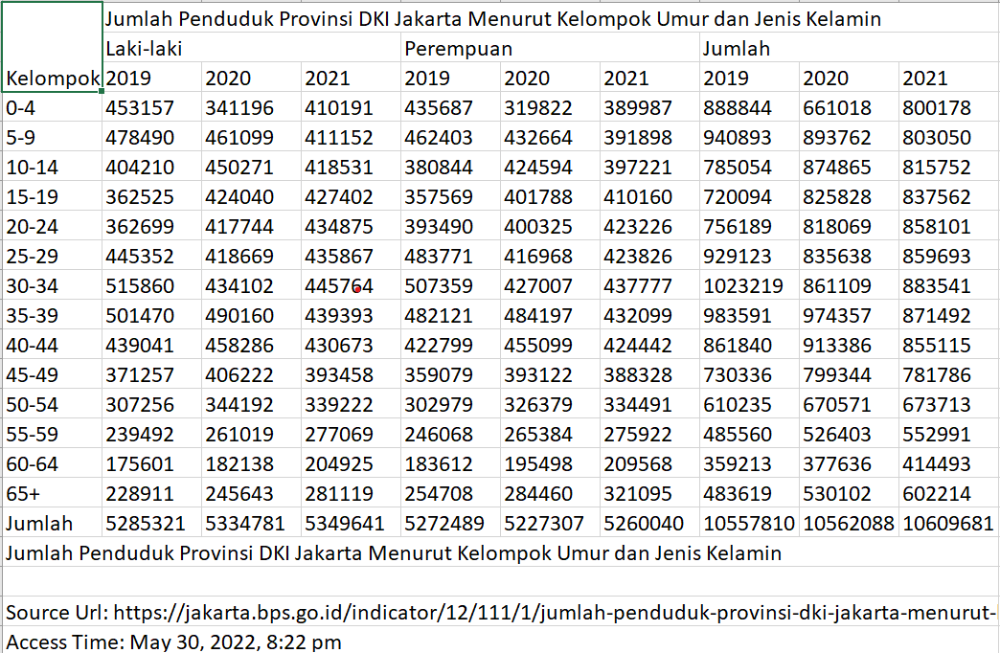 Jumlah Penduduk Provinsi DKI Jakarta Menurut Kelompok Umur dan Jenis Kelamin
Laki-laki Perempuan Jumlah
Kelompok 2019 2020 2021 2019 2020 2021 2019 2020 2021
0-4 453157 341196 410191 435687 319822 389987 888844 661018 800178
5-9 478490 461099 411152 462403 432664 391898 940893 893762 803050
10-14 404210 450271 418531 380844 424594 397221 785054 874865 815752
15-19 362525 424040 427402 357569 401788 410160 720094 825828 837562
20-24 362699 417744 434875 393490 400325 423226 756189 818069 858101
25-29 445352 418669 435867 483771 416968 423826 929123 835638 859693
30-34 515860 434102 445764 507359 427007 437777 1023219 861109 883541
35-39 501470 490160 439393 482121 484197 432099 983591 974357 871492
40-44 439041 458286 430673 422799 455099 424442 861840 913386 855115
45-49 371257 406222 393458 359079 393122 388328 730336 799344 781786
50-54 307256 344192 339222 302979 326379 334491 610235 670571 673713
55-59 239492 261019 277069 246068 265384 275922 485560 526403 552991
60-64 175601 182138 204925 183612 195498 209568 359213 377636 414493
65+ 228911 245643 281119 254708 284460 321095 483619 530102 602214
Jumlah 5285321 5334781 5349641 5272489 5227307 5260040 10557810 10562088 10609681
Jumlah Penduduk Provinsi DKI Jakarta Menurut Kelompok Umur dan Jenis Kelamin
Source Url: https://jakarta.bps.go.id/indicator/12/111/1/jumlah-penduduk-provinsi-dki-jakarta-menurut-
Access Time: May 30, 2022, 8:22 pm